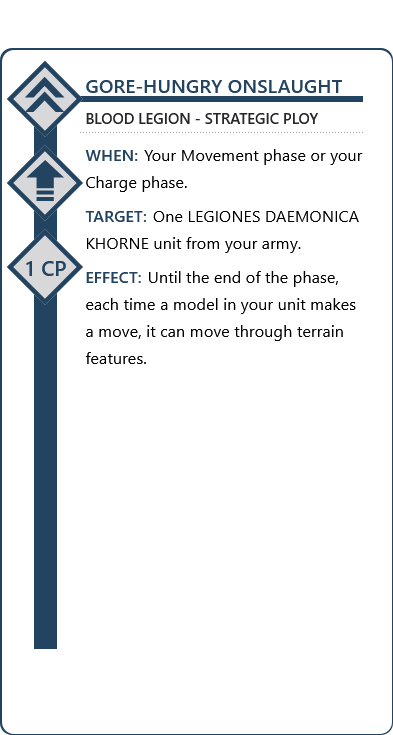 GORE-HUNGRY ONSLAUGHT
BLOOD LEGION - STRATEGIC PLOY
WHEN: Your Movement phase or your
Charge phase.
TARGET: One LEGIONES DAEMONICA
KHORNE unit from your army.
1 CP
EFFECT: Until the end of the phase,
each time a model in your unit makes
a move, it can move through terrain
features.